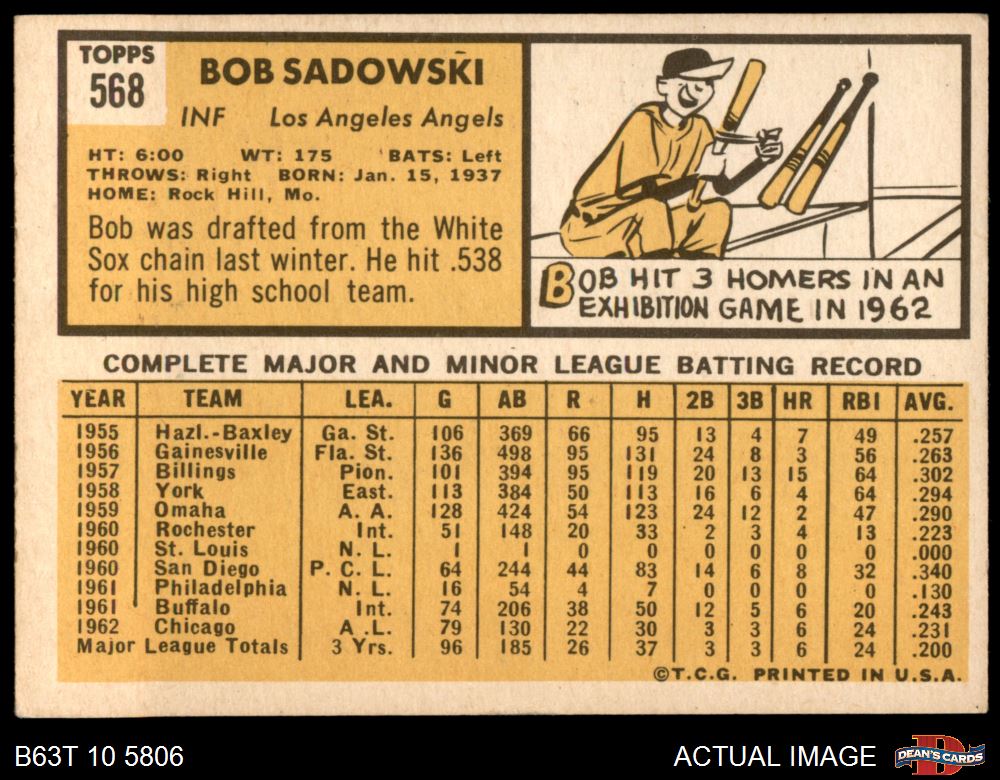 TOPPS
568
BOB SADOWSKI
INF Los Angeles Angels
HT: 6:00 WT: 175 BATS: Left
THROWS: Right BORN: Jan. 15, 1937
HOME: Rock Hill, Mo.
Bob was drafted from the White
Sox chain last winter. He hit .538
for his high school team.
BOB HIT 3 HOMERS IN AN
EXHIBITION GAME IN 1962
COMPLETE MAJOR AND MINOR LEAGUE BATTING RECORD
YEAR TEAM LEA. G AB R H 2B 3B HR RBI AVG.
1955 Hazl.-Baxley Ga. St. 106 369 66 95 13 4 7 49 .257
1956 Gainesville Fla. St. 136 498 95 131 24 8 3 56 .263
1957 Billings Pion. 101 394 95 119 20 13 15 64 .302
1958 York East. 113 384 50 113 16 6 4 64 .294
1959 Omaha A. A. 128 424 54 123 24 12 2 47 .290
1960 Rochester Int. 51 148 20 33 2 3 4 13 .223
1960 St. Louis N. L. 1 1 0 0 0 0 0 0 .000
1960 San Diego P. C. L. 64 244 44 83 14 6 8 32 .340
1961 Philadelphia N. L. 16 54 4 7 0 0 0 0 .130
1961 Buffalo Int. 74 206 38 50 12 5 6 20 .243
1962 Chicago A .L. 79 130 22 30 3 3 6 24 .231
Major League Totals 3 Yrs. 96 185 26 37 3 3 6 24 .200
©T.C.G. PRINTED IN U.S.A.
B63T 10 5806 ACTUAL IMAGE DEAN'S CARDS